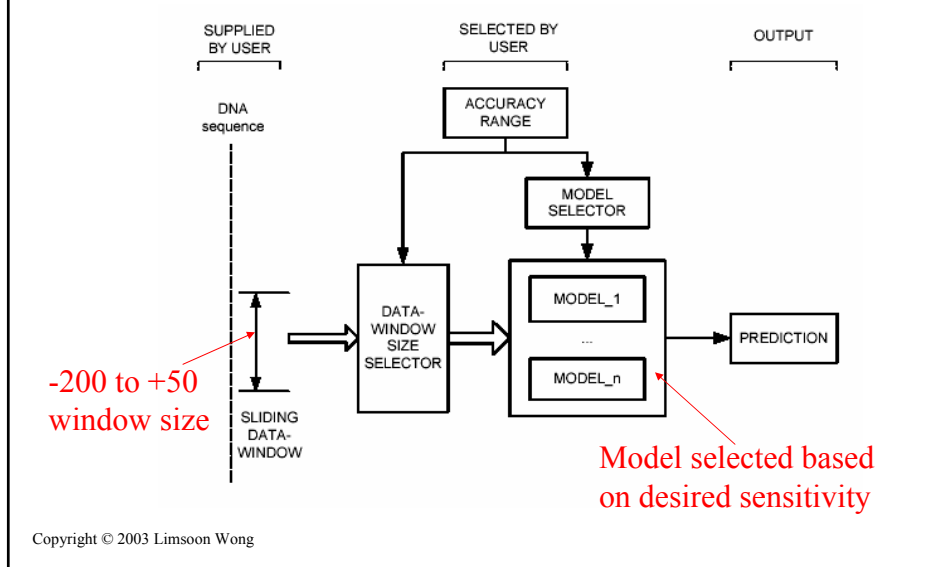 SUPPLIED
BY USER
SELECTED BY
USER
OUTPUT
DNA
sequence
ACCURACY
RANGE
MODEL
SELECTOR
DATA-
WINDOW
SIZE
SELECTOR
MODEL_1
...
MODEL_n
PREDICTION
-200 to +50
window size
SLIDING
DATA-
WINDOW
Model selected based
on desired sensitivity
Copyright © 2003 Limsoon Wong